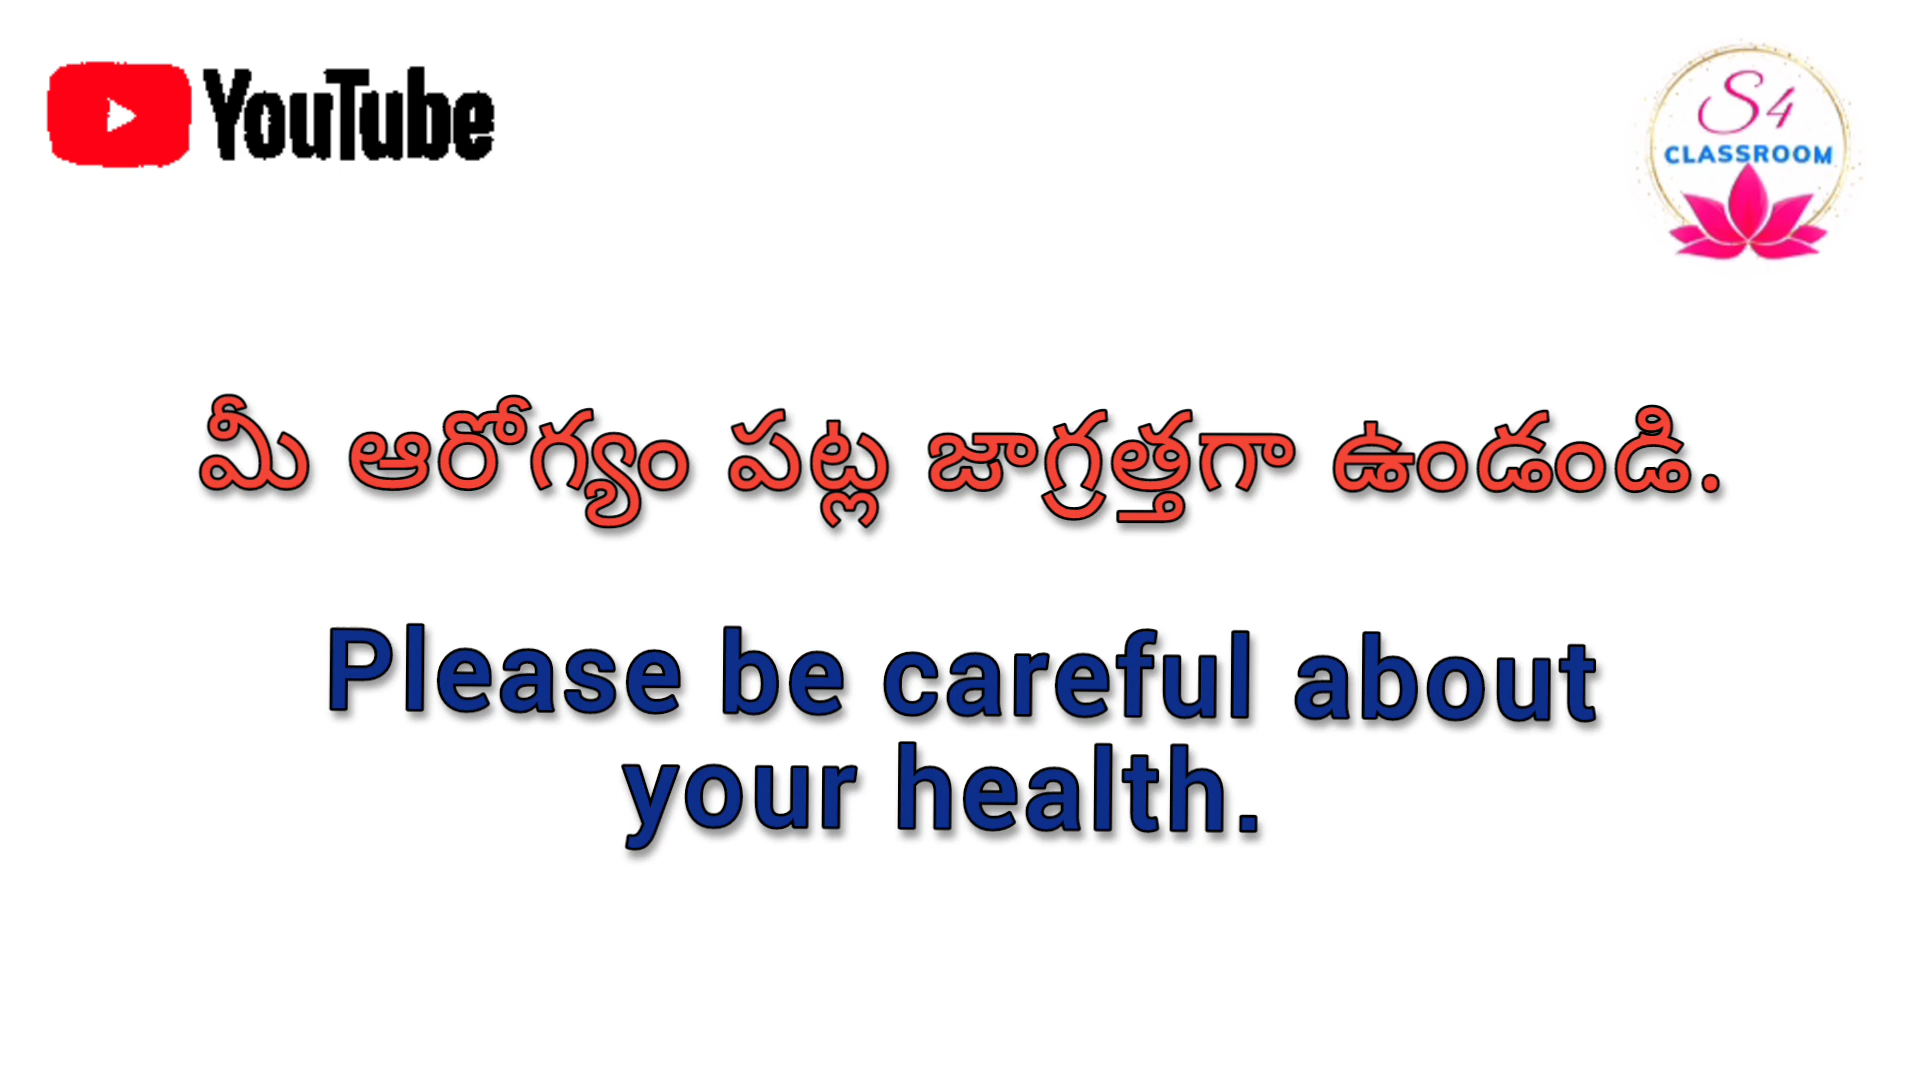 YouTube
S4
CLASSROOM
మీ ఆరోగ్యం పట్ల జాగ్రత్తగా ఉండండి.
Please be careful about
your health.